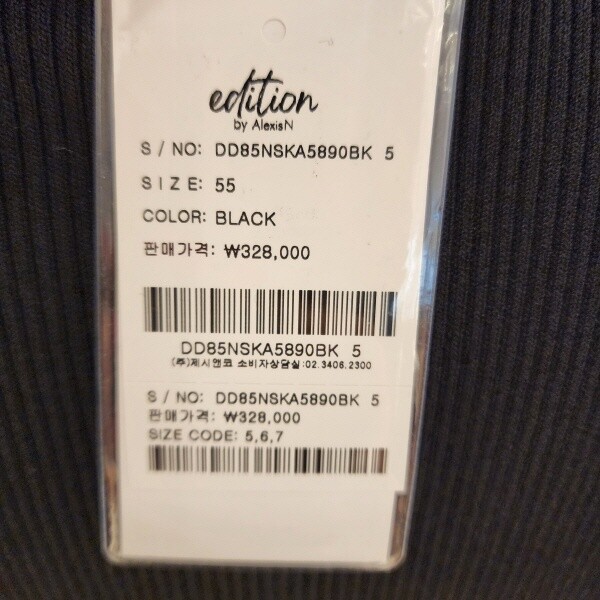 edition
by AlexisN
S / NO: DD85NSKA5890BK 5
SIZE: 55
COLOR: BLACK
판매가격: ₩328,000
DD85NSKA5890BK 5
(주)제시앤코 소비자상담실:02.3406.2300
S / NO: DD85NSKA5890BK 5
판매가격: ₩328,000
SIZE CODE: 5,6,7